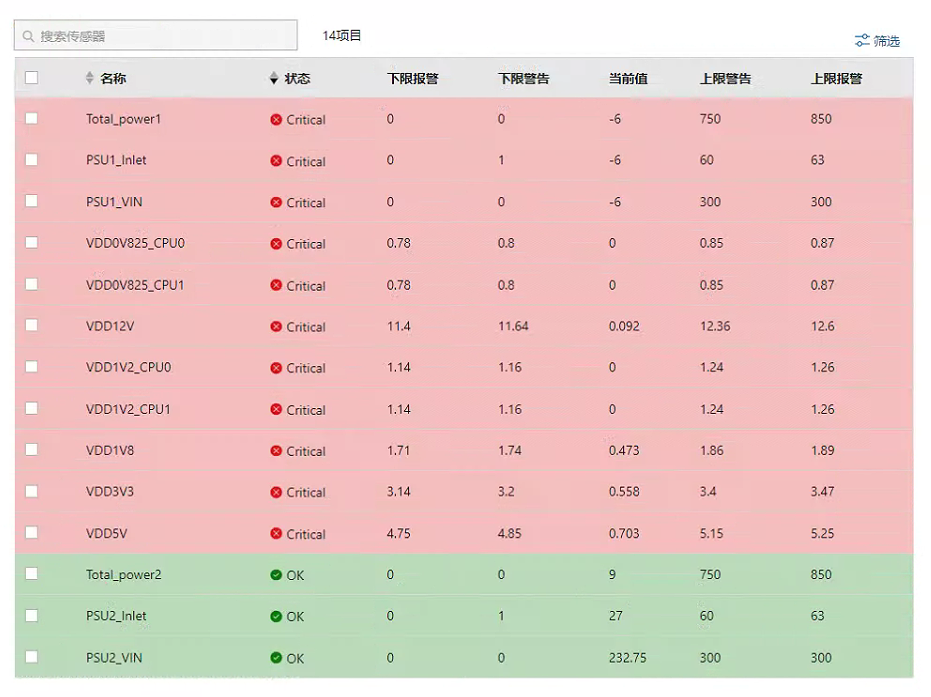 搜索传感器 14项目 筛选
名称 状态 下限报警 下限警告 当前值 上限警告 上限报警
Total_power1 Critical 0 0 -6 750 850
PSU1_Inlet Critical 0 1 -6 60 63
PSU1_VIN Critical 0 0 -6 300 300
VDD0V825_CPU0 Critical 0.78 0.8 0 0.85 0.87
VDD0V825_CPU1 Critical 0.78 0.8 0 0.85 0.87
VDD12V Critical 11.4 11.64 0.092 12.36 12.6
VDD1V2_CPU0 Critical 1.14 1.16 0 1.24 1.26
VDD1V2_CPU1 Critical 1.14 1.16 0 1.24 1.26
VDD1V8 Critical 1.71 1.74 0.473 1.86 1.89
VDD3V3 Critical 3.14 3.2 0.558 3.4 3.47
VDD5V Critical 4.75 4.85 0.703 5.15 5.25
Total_power2 OK 0 0 9 750 850
PSU2_Inlet OK 0 1 27 60 63
PSU2_VIN OK 0 0 232.75 300 300